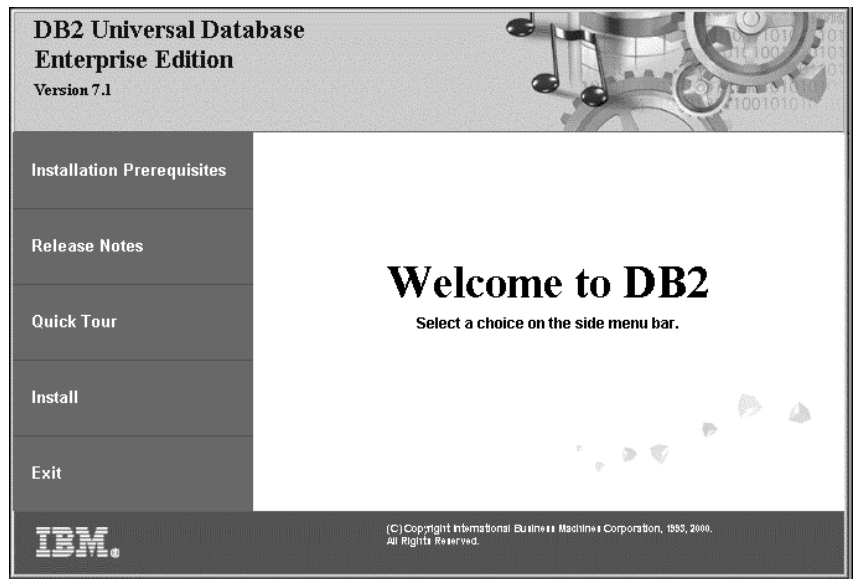 DB2 Universal Database
Enterprise Edition
Version 7.1
Installation Prerequisites
Release Notes
Quick Tour
Install
Exit
Welcome to DB2
Select a choice on the side menu bar.
IBM®
(C) Copyright International Business Machines Corporation, 1993, 2000.
All Rights Reserved.